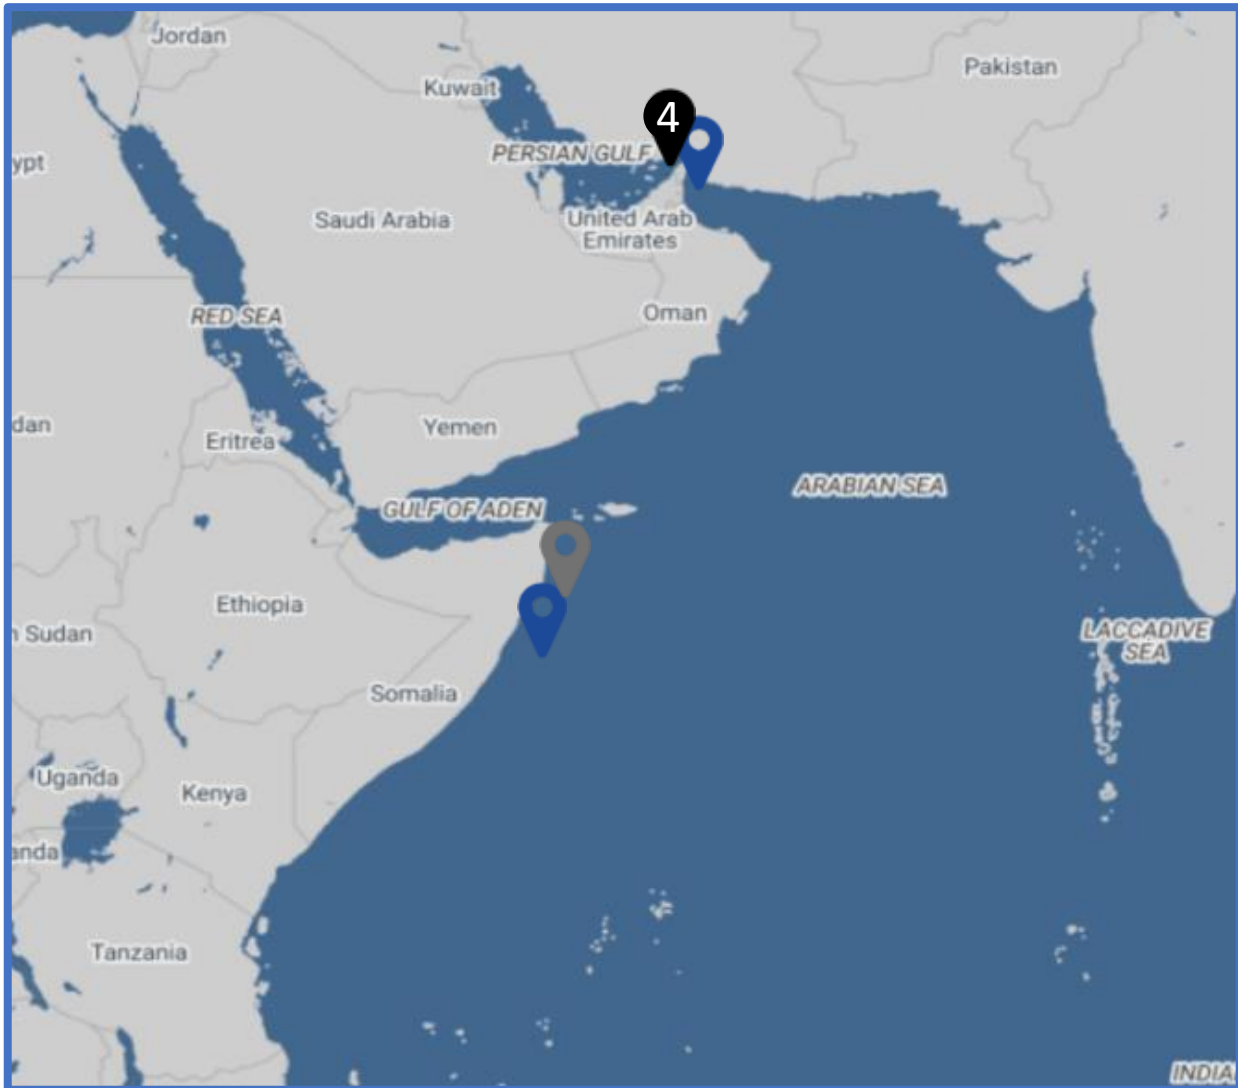 Jordan
Pakistan
Kuwait
4
PERSIAN GULF
ypt
Saudi Arabia
United Arab
Emirates
RED SEA
Oman
dan
Yemen
Eritrea
ARABIAN SEA
GULF OF ADEN
Ethiopia
n Sudan
LACCADIVE
SEA
Somalia
Uganda
Kenya
anda
Tanzania
INDIA